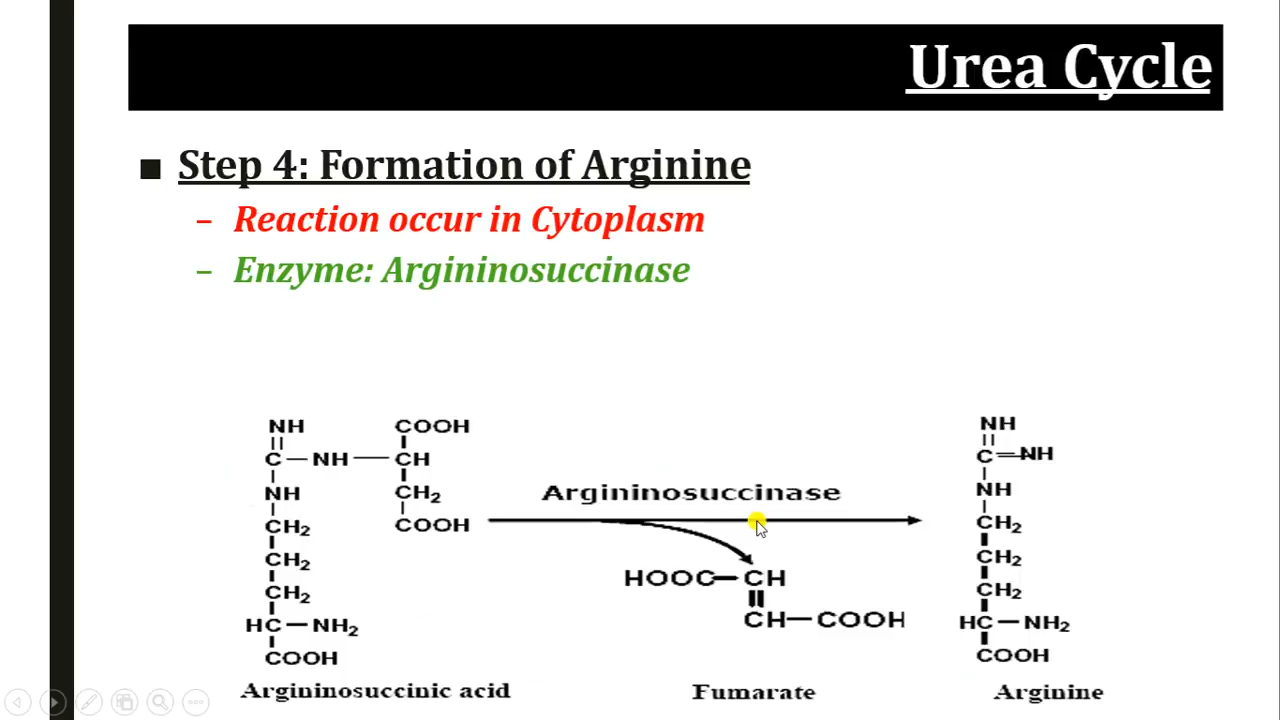 Urea Cycle
■ Step 4: Formation of Arginine
– Reaction occur in Cytoplasm
– Enzyme: Argininosuccinase
NH COOH NH
C — NH — CH C = NH
NH CH₂ Argininosuccinase NH
CH₂ COOH CH₂
CH₂ HOOC — CH CH₂
CH₂ CH — COOH CH₂
HC — NH₂ HC — NH₂
COOH COOH
Argininosuccinic acid Fumarate Arginine